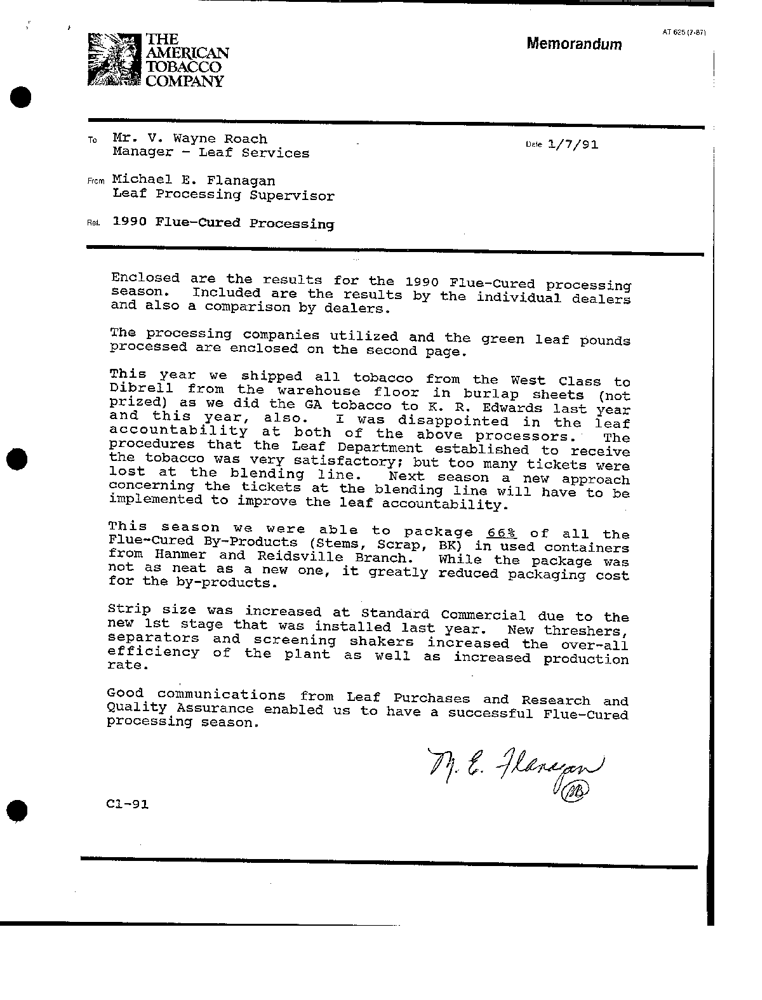 AT 625 (7-87)
THE
AMERICAN
TOBACCO
COMPANY
Memorandum
To Mr. V. Wayne Roach
Manager - Leaf Services
Date 1/7/91
From Michael E. Flanagan
Leaf Processing Supervisor
Re: 1990 Flue-Cured Processing
Enclosed are the results for the 1990 Flue-Cured processing
season. Included are the results by the individual dealers
and also a comparison by dealers.
The processing companies utilized and the green leaf pounds
processed are enclosed on the second page.
This year we shipped all tobacco from the West Class to
Dibrell from the warehouse floor in burlap sheets (not
prized) as we did the GA tobacco to K. R. Edwards last year
and this year, also. I was disappointed in the leaf
accountability at both of the above processors. The
procedures that the Leaf Department established to receive
the tobacco was very satisfactory; but too many tickets were
lost at the blending line. Next season a new approach
concerning the tickets at the blending line will have to be
implemented to improve the leaf accountability.
This season we were able to package 66% of all the
Flue-Cured By-Products (Stems, Scrap, BK) in used containers
from Hanmer and Reidsville Branch. While the package was
not as neat as a new one, it greatly reduced packaging cost
for the by-products.
Strip size was increased at Standard Commercial due to the
new 1st stage that was installed last year. New threshers,
separators and screening shakers increased the over-all
efficiency of the plant as well as increased production
rate.
Good communications from Leaf Purchases and Research and
Quality Assurance enabled us to have a successful Flue-Cured
processing season.
M. E. Flanagan
C1-91